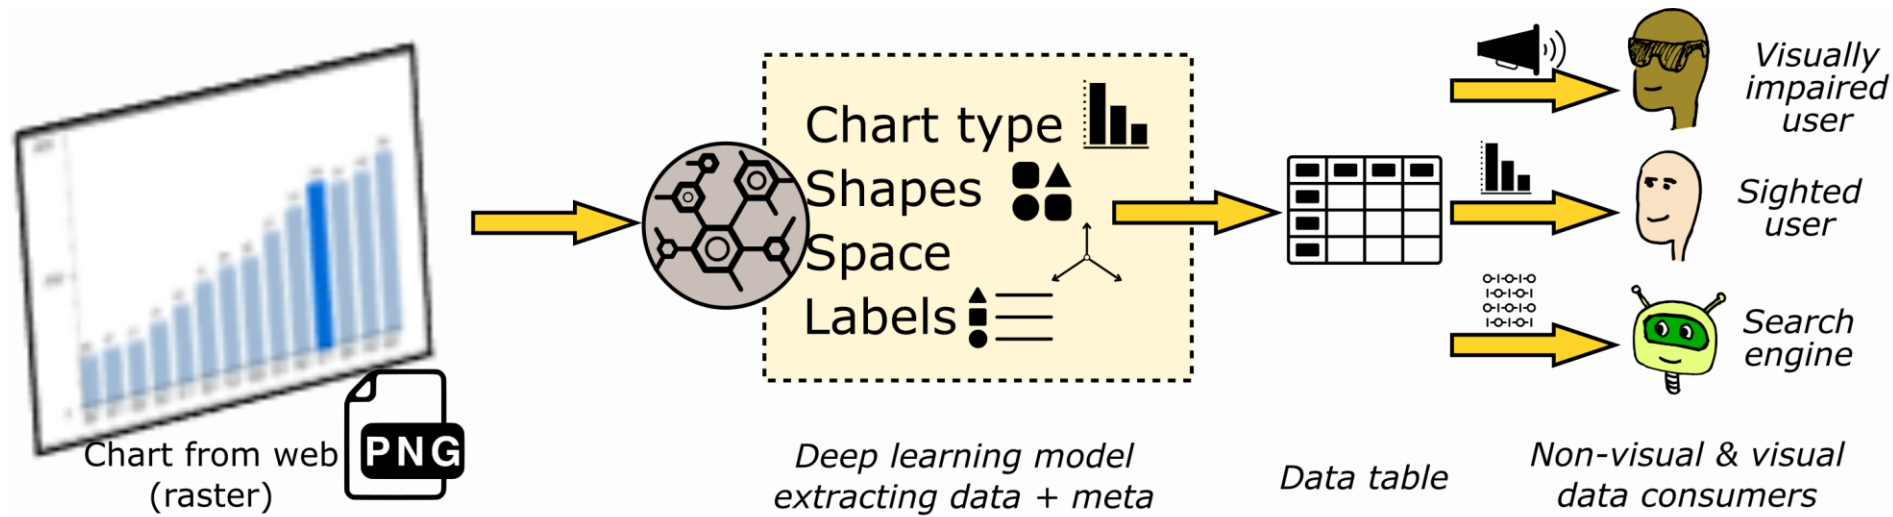 Chart from web
(raster)
PNG
Chart type
Shapes
Space
Labels
Deep learning model
extracting data + meta
Data table
Visually
impaired
user
Sighted
user
Search
engine
Non-visual & visual
data consumers